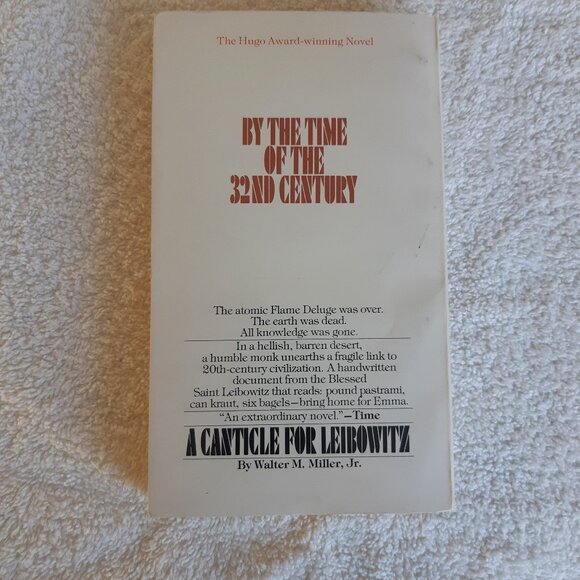 The Hugo Award-winning Novel
BY THE TIME
OF THE
32ND CENTURY
The atomic Flame Deluge was over.
The earth was dead.
All knowledge was gone.
In a hellish, barren desert,
a humble monk unearths a fragile link to
20th-century civilization. A handwritten
document from the Blessed
Saint Leibowitz that reads: pound pastrami,
can kraut, six bagels—bring home for Emma.
“An extraordinary novel.”—Time
A CANTICLE FOR LEIBOWITZ
By Walter M. Miller, Jr.